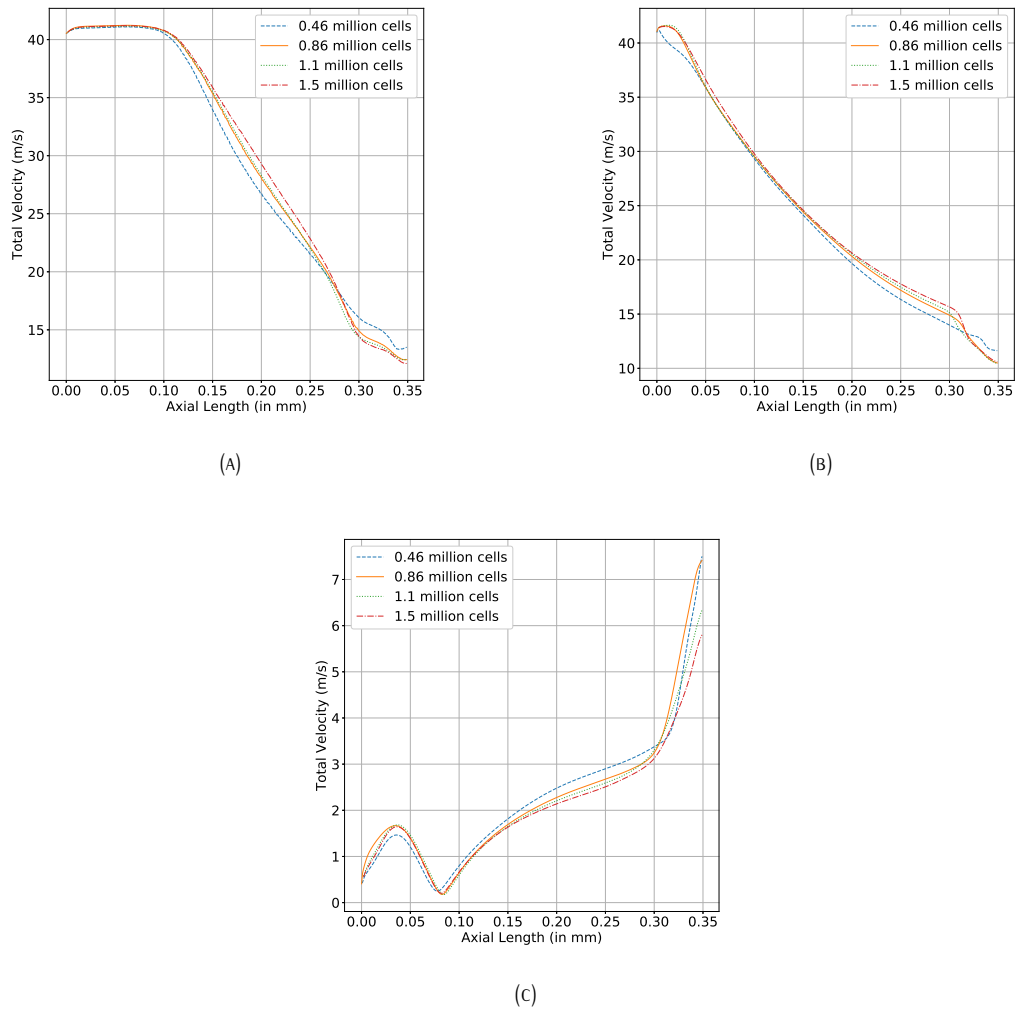 0.46 million cells
0.86 million cells
1.1 million cells
1.5 million cells
40
35
30
25
20
15
Total Velocity (m/s)
0.00 0.05 0.10 0.15 0.20 0.25 0.30 0.35
Axial Length (in mm)
(A)
0.46 million cells
0.86 million cells
1.1 million cells
1.5 million cells
40
35
30
25
20
15
10
Total Velocity (m/s)
0.00 0.05 0.10 0.15 0.20 0.25 0.30 0.35
Axial Length (in mm)
(B)
0.46 million cells
0.86 million cells
1.1 million cells
1.5 million cells
7
6
5
4
3
2
1
0
Total Velocity (m/s)
0.00 0.05 0.10 0.15 0.20 0.25 0.30 0.35
Axial Length (in mm)
(C)